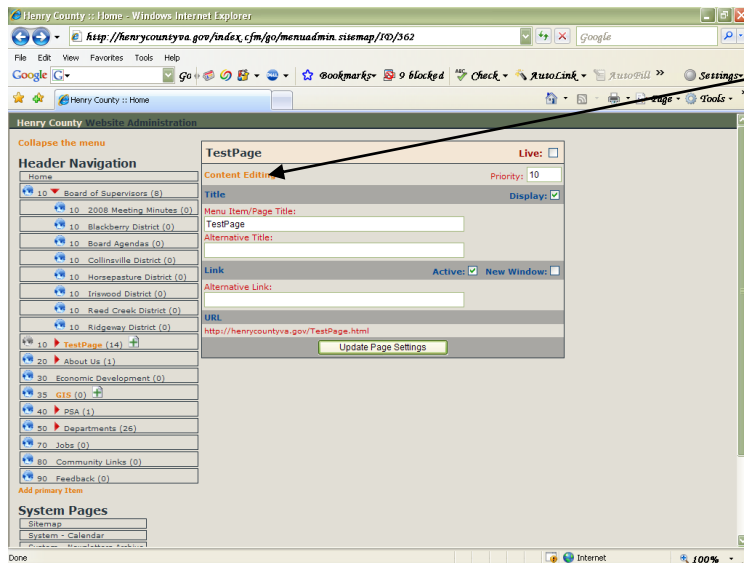 Henry County :: Home - Windows Internet Explorer
http://henrycountyva.gov/index.cfm/go/menuadmin.sitemap/ID/362
Google
File Edit View Favorites Tools Help
Google G Go 9 blocked Bookmarks Check AutoLink AutoFill Settings
Henry County :: Home
Page Tools
Henry County Website Administration
Collapse the menu
Header Navigation
Home
10 Board of Supervisors (8)
10 2008 Meeting Minutes (0)
10 Blackberry District (0)
10 Board Agendas (0)
10 Collinsville District (0)
10 Horsepasture District (0)
10 Iriswood District (0)
10 Reed Creek District (0)
10 Ridgeway District (0)
10 TestPage (14)
20 About Us (1)
30 Economic Development (0)
35 GIS (0)
40 PSA (1)
50 Departments (26)
70 Jobs (0)
80 Community Links (0)
90 Feedback (0)
Add primary Item
System Pages
Sitemap
System - Calendar
System - Newsletters Archive
TestPage Live:
Content Editing Priority: 10
Title Display:
Menu Item/Page Title:
TestPage
Alternative Title:
Link Active: New Window:
Alternative Link:
URL
http://henrycountyva.gov/TestPage.html
Update Page Settings
Done Internet 100%